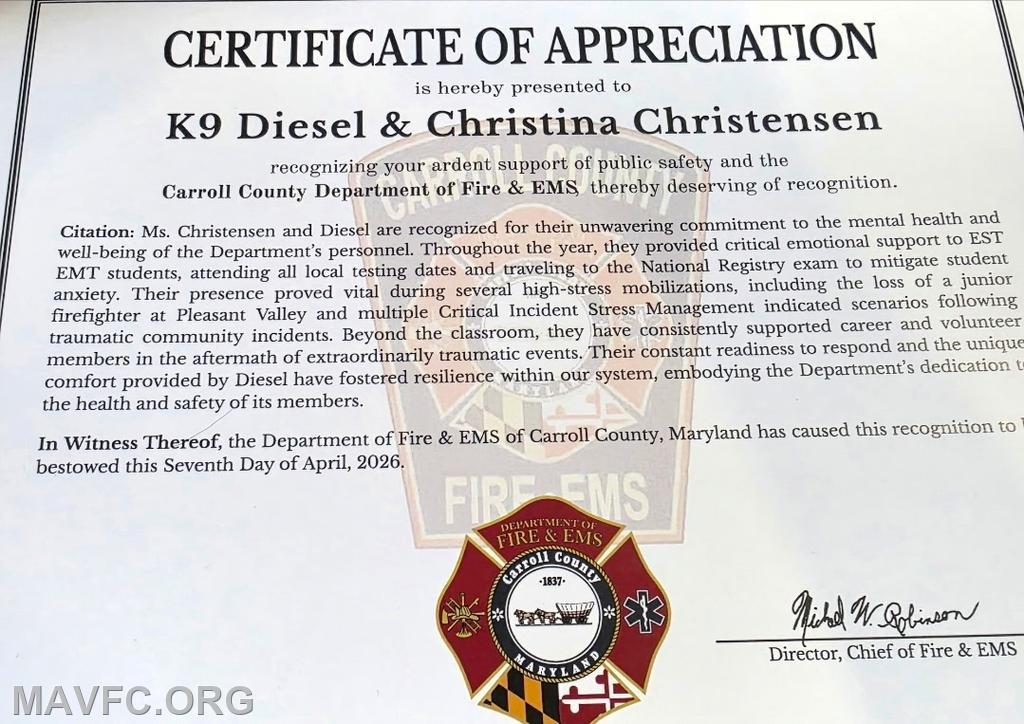 CERTIFICATE OF APPRECIATION
is hereby presented to
K9 Diesel & Christina Christensen
recognizing your ardent support of public safety and the
Carroll County Department of Fire & EMS, thereby deserving of recognition.
Citation: Ms. Christensen and Diesel are recognized for their unwavering commitment to the mental health and
well-being of the Department's personnel. Throughout the year, they provided critical emotional support to EST
EMT students, attending all local testing dates and traveling to the National Registry exam to mitigate student
anxiety. Their presence proved vital during several high-stress mobilizations, including the loss of a junior
firefighter at Pleasant Valley and multiple Critical Incident Stress Management indicated scenarios following
traumatic community incidents. Beyond the classroom, they have consistently supported career and volunteer
members in the aftermath of extraordinarily traumatic events. Their constant readiness to respond and the unique
comfort provided by Diesel have fostered resilience within our system, embodying the Department's dedication
the health and safety of its members.
In Witness Thereof, the Department of Fire & EMS of Carroll County, Maryland has caused this recognition to
bestowed this Seventh Day of April, 2026.
CARROLL COUNTY
MARYLAND
FIRE-EMS
DEPARTMENT OF
FIRE & EMS
Carroll County
·1837·
MARYLAND
Michael W. Robinson
Director, Chief of Fire & EMS
MAVFC.ORG